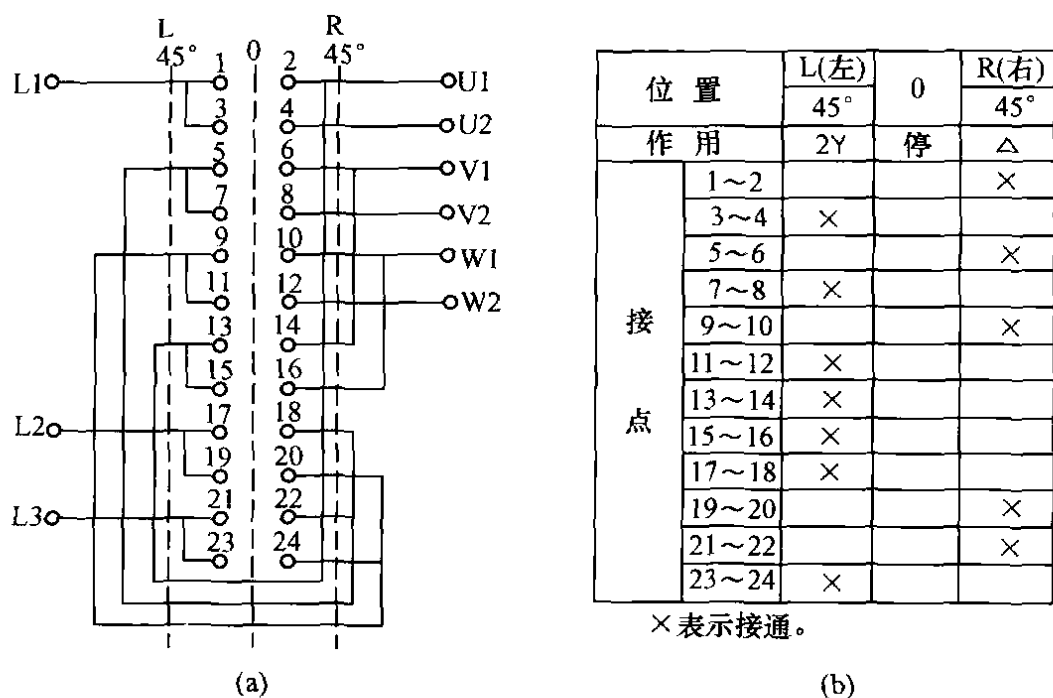 L 0 R
45° 45°
1 2
L1 U1
3 4
U2
5 6
V1
7 8
V2
9 10
W1
11 12
W2
13 14
15 16
17 18
L2
19 20
21 22
L3
23 24
(a)
位置 L(左) 0 R(右)
45° 45°
作用 2Y 停 △
接点
1～2 ×
3～4 ×
5～6 ×
7～8 ×
9～10 ×
11～12 ×
13～14 ×
15～16 ×
17～18 ×
19～20 ×
21～22 ×
23～24 ×
×表示接通。
(b)